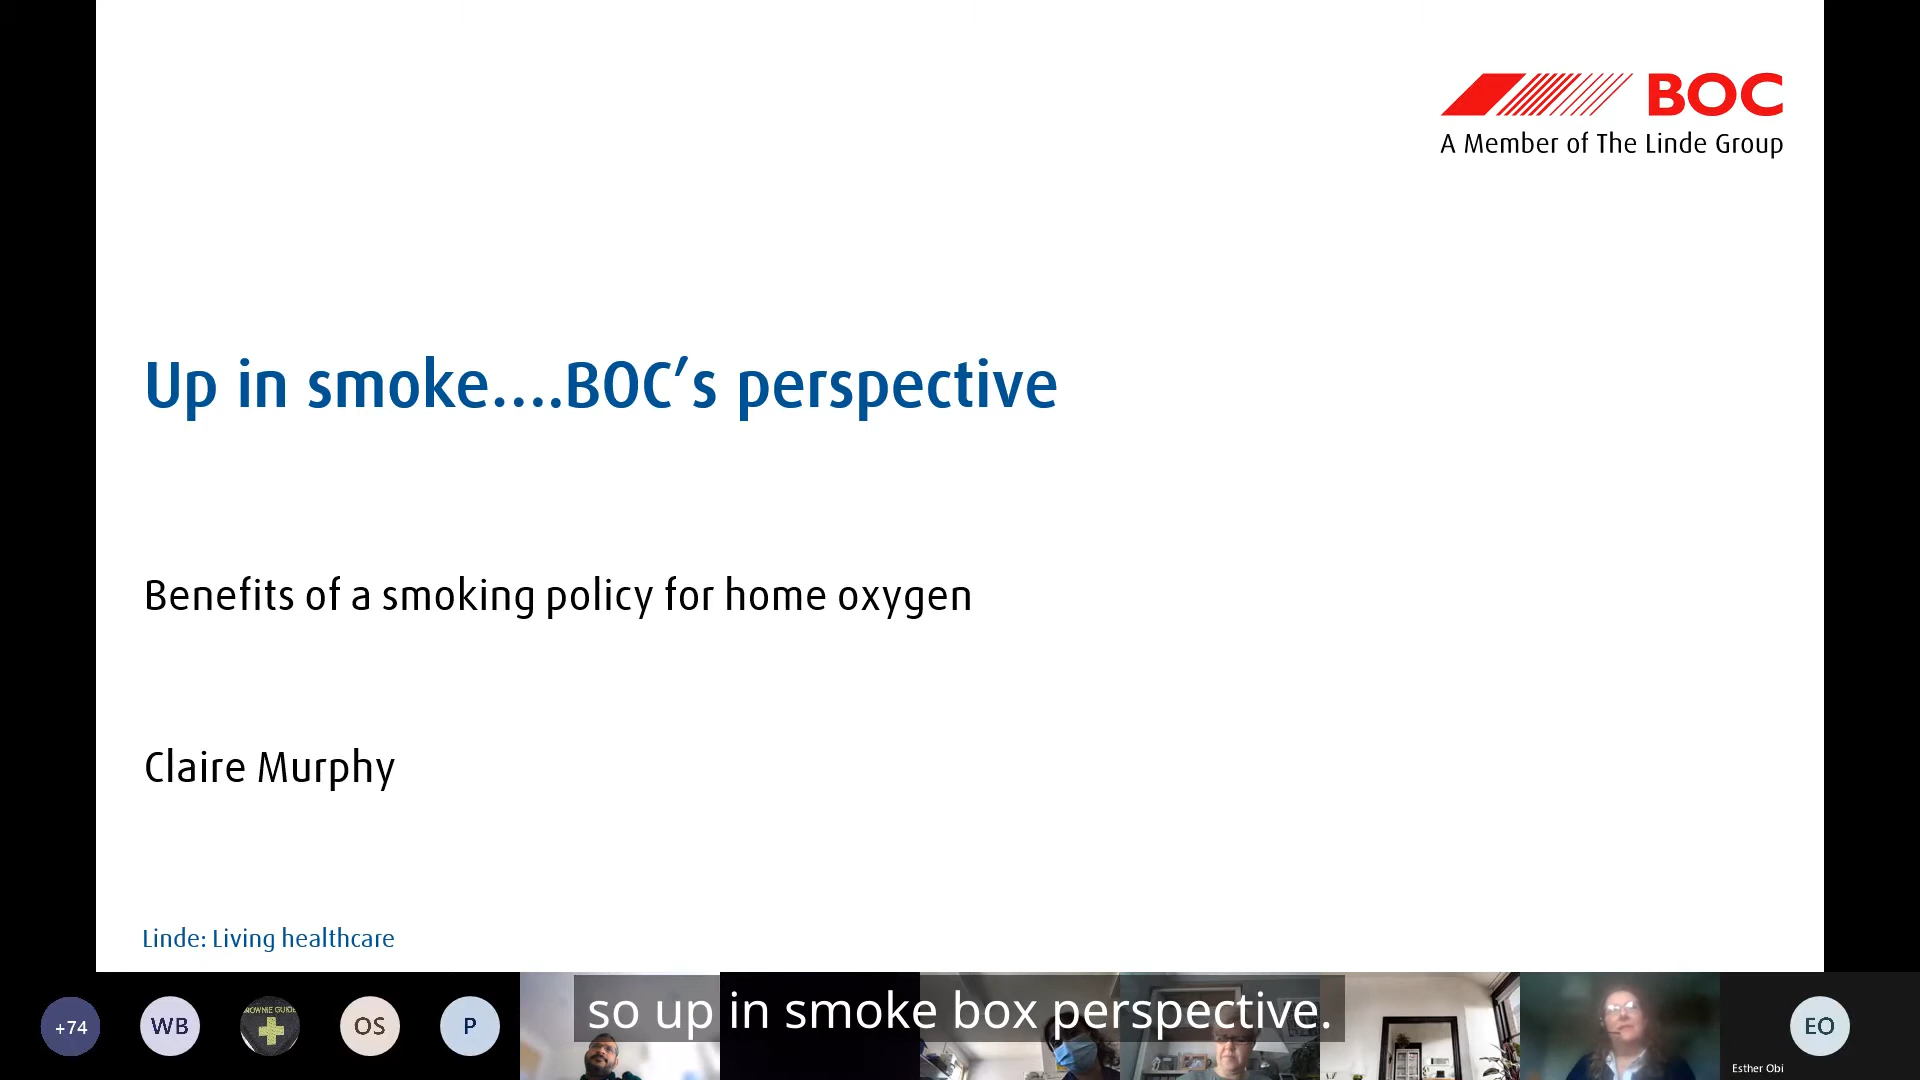 BOC
A Member of The Linde Group
Up in smoke....BOC’s perspective
Benefits of a smoking policy for home oxygen
Claire Murphy
Linde: Living healthcare
so up in smoke box perspective.
+74
WB
OS
P
EO
Esther Obi